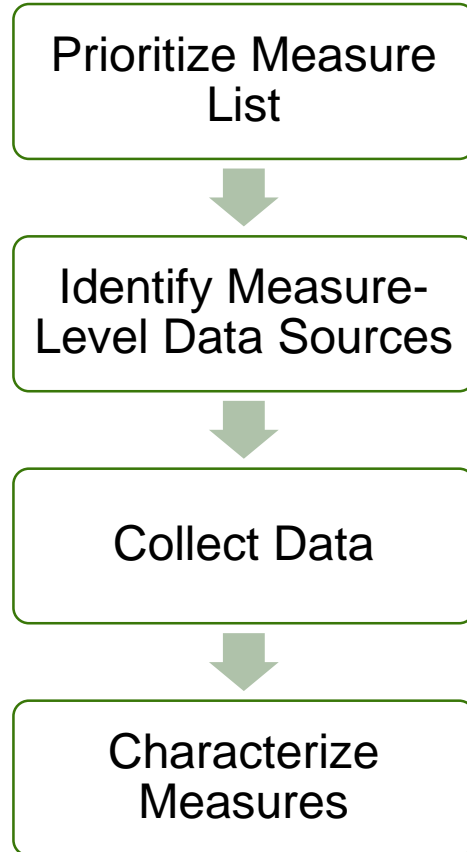 Prioritize Measure
List
Identify Measure-
Level Data Sources
Collect Data
Characterize
Measures